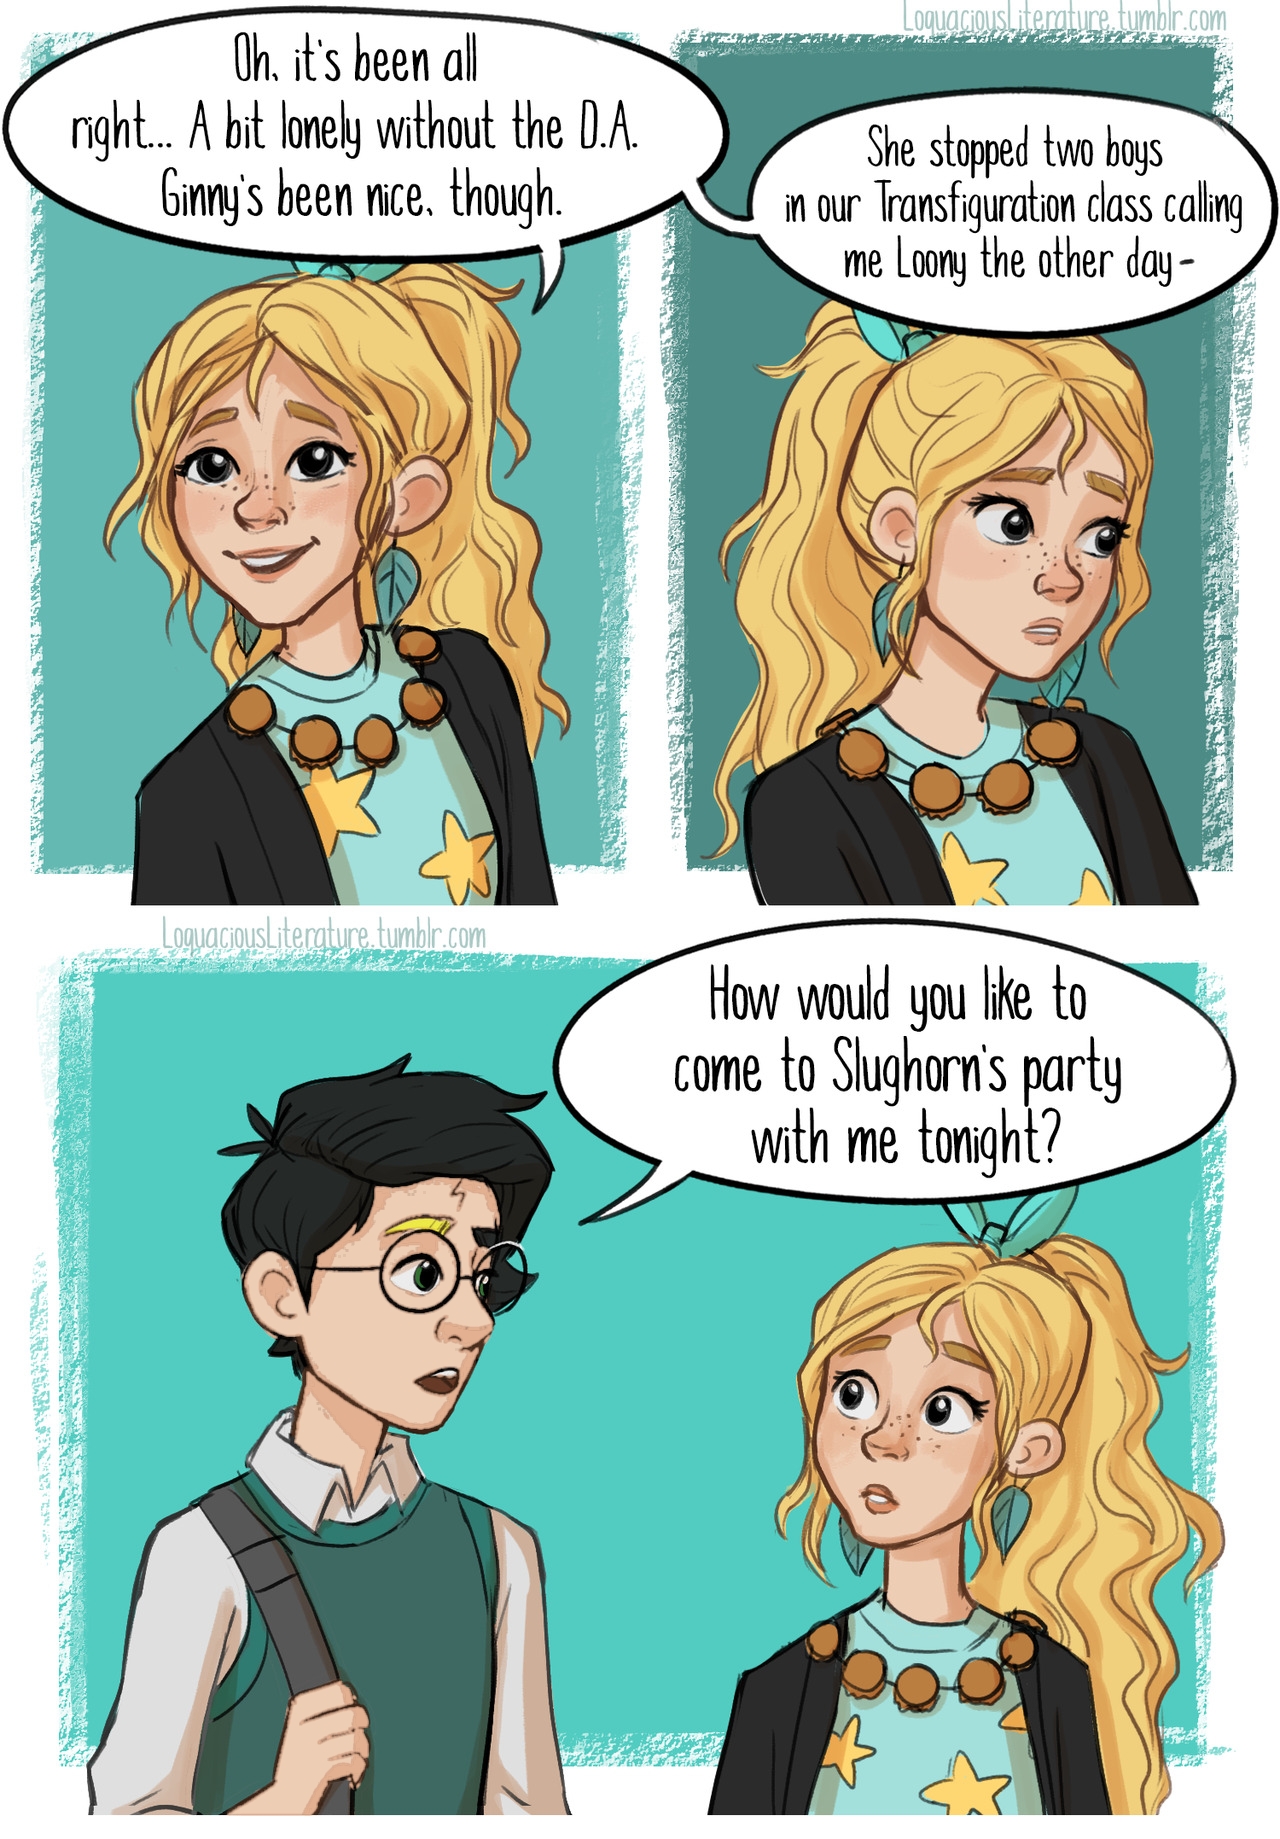 LoquaciousLiterature.tumblr.com
Oh, it's been all
right... A bit lonely without the D.A.
Ginny's been nice, though.
She stopped two boys
in our Transfiguration class calling
me Loony the other day-
LoquaciousLiterature.tumblr.com
How would you like to
come to Slughorn's party
with me tonight?